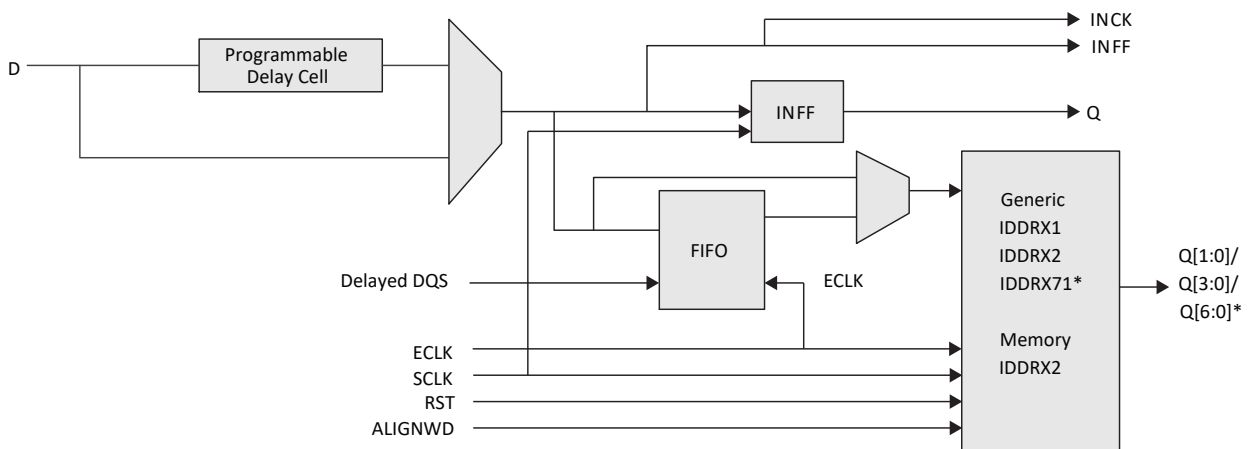 INCK
INFF
Programmable
Delay Cell
D
INFF
Q
Generic
IDDRX1
IDDRX2
IDDRX71*
Memory
IDDRX2
FIFO
Delayed DQS
ECLK
Q[1:0]/
Q[3:0]/
Q[6:0]*
ECLK
SCLK
RST
ALIGNWD